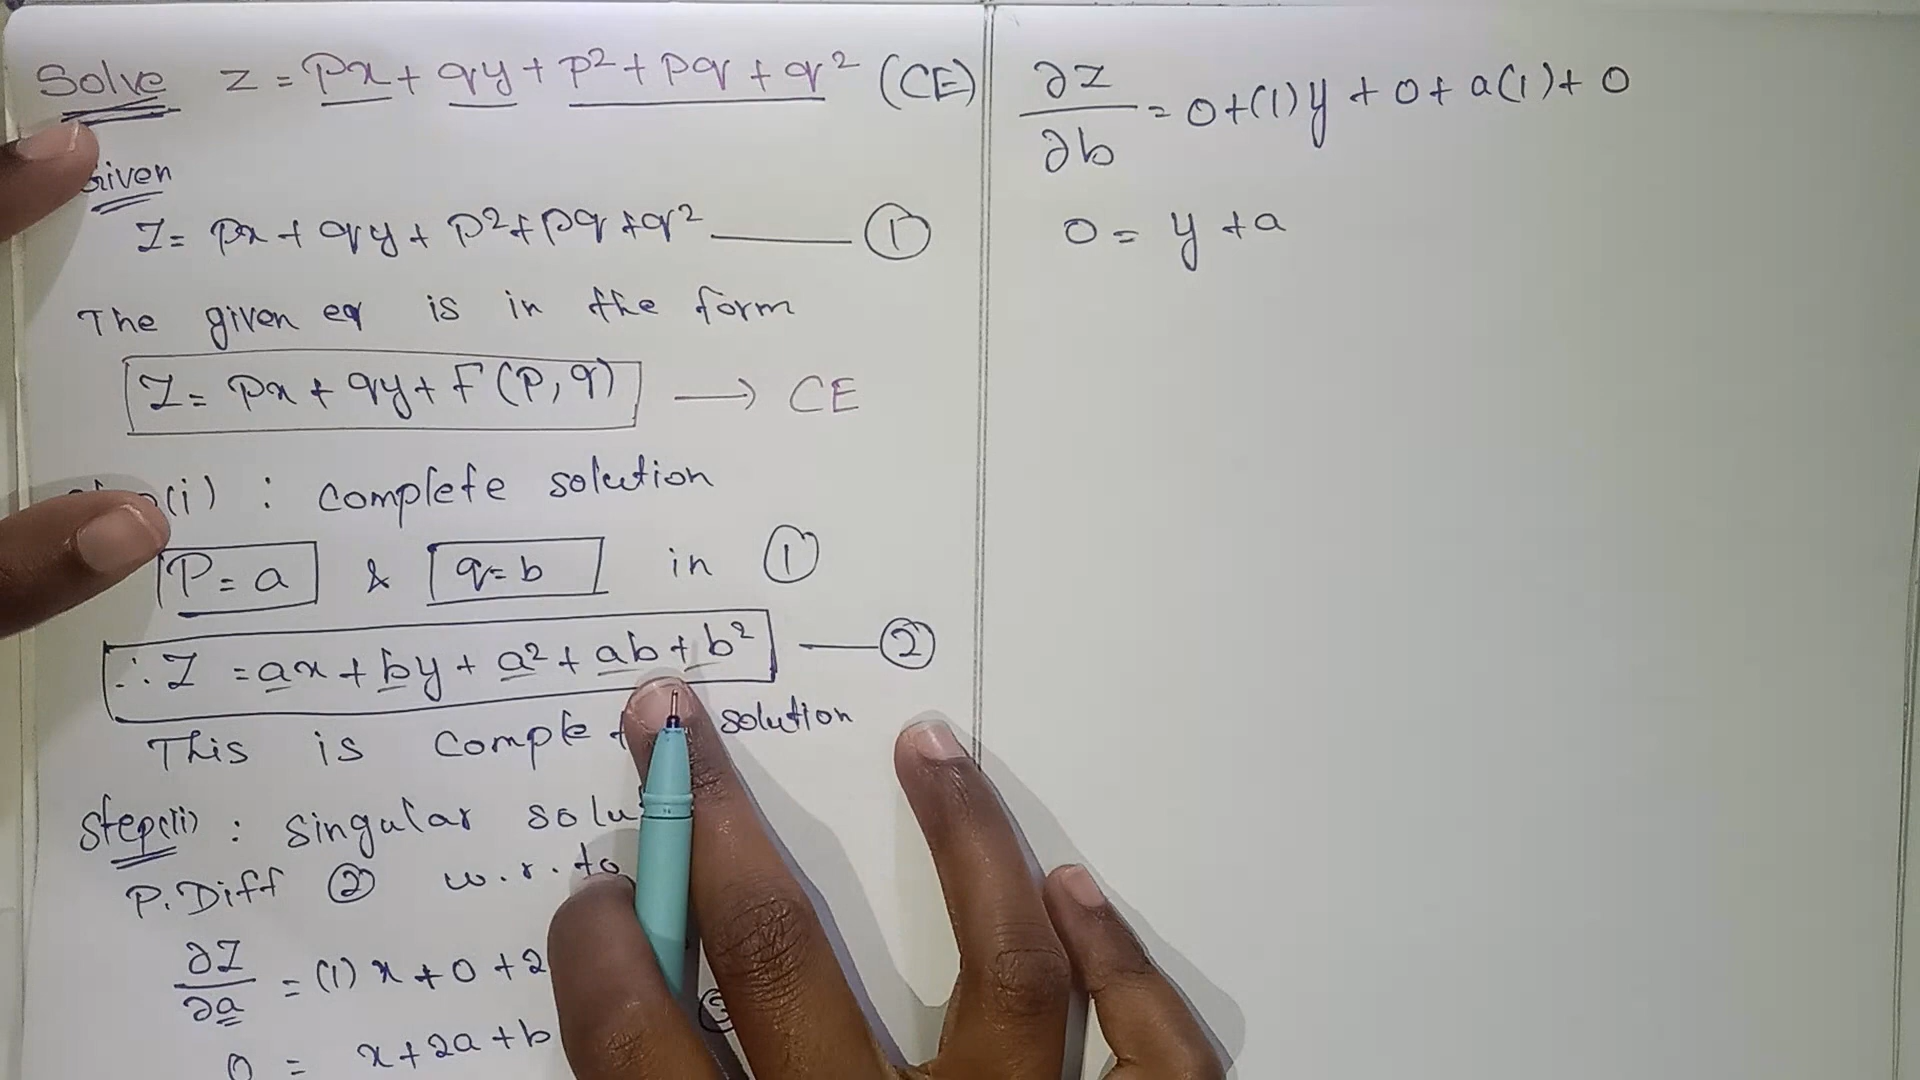 Solve z = px + qy + p² + pq + q² (CE)
Given
Z = px + qy + p² + pq + q² ——— ①
The given eq is in the form
Z = px + qy + F(P, q) → CE
(i) : complete solution
P = a & q = b in ①
∴ Z = ax + by + a² + ab + b² —— ②
This is solution
step(ii) : singular
P. Diff ② w.r.to
∂Z/∂a = (1) x + 0 + 2
0 = x + 2a + b
∂Z/∂b = 0 + (1) y + 0 + a(1) + 0
0 = y + a